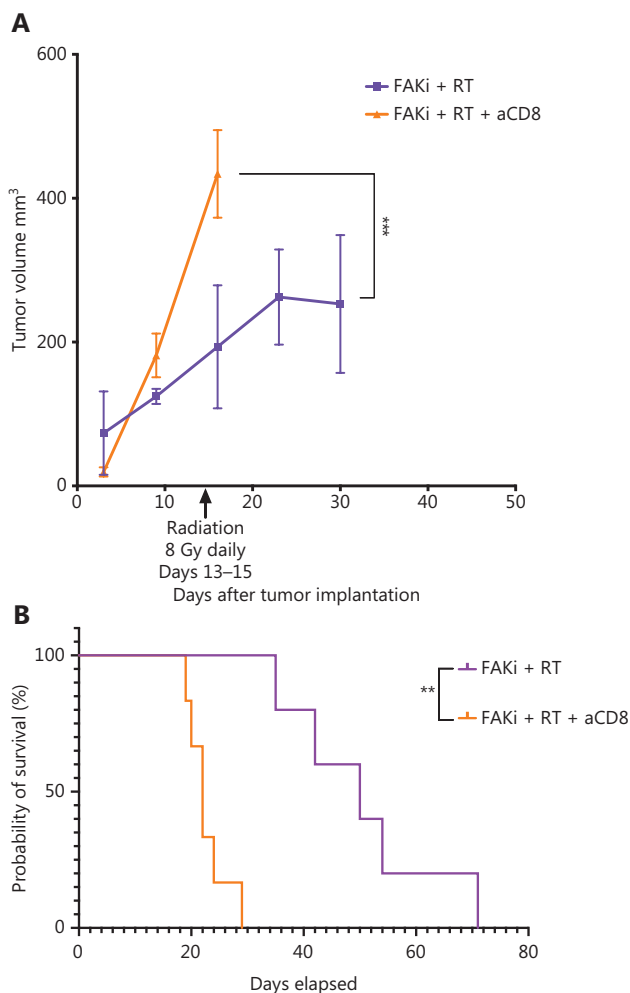 A
600
400
200
0
Tumor volume mm³
FAKi + RT
FAKi + RT + aCD8
***
0 10 20 30 40 50
Radiation
8 Gy daily
Days 13–15
Days after tumor implantation
B
100
50
0
Probability of survival (%)
FAKi + RT
**
FAKi + RT + aCD8
0 20 40 60 80
Days elapsed